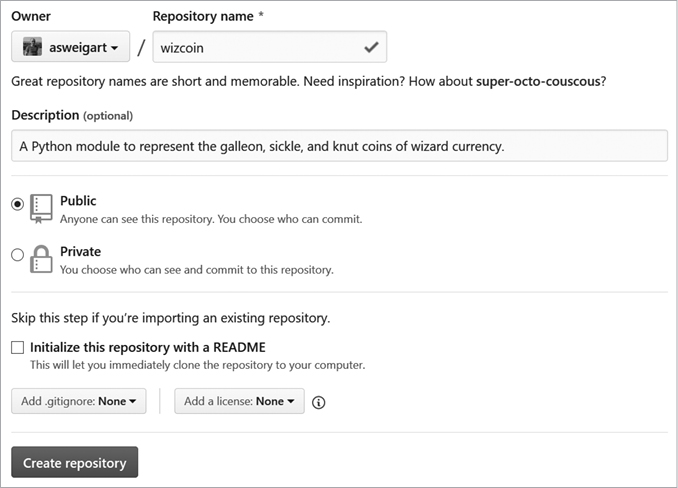 Owner Repository name *
asweigart / wizcoin
Great repository names are short and memorable. Need inspiration? How about super-octo-couscous?
Description (optional)
A Python module to represent the galleon, sickle, and knut coins of wizard currency.
Public
Anyone can see this repository. You choose who can commit.
Private
You choose who can see and commit to this repository.
Skip this step if you’re importing an existing repository.
Initialize this repository with a README
This will let you immediately clone the repository to your computer.
Add .gitignore: None Add a license: None
Create repository